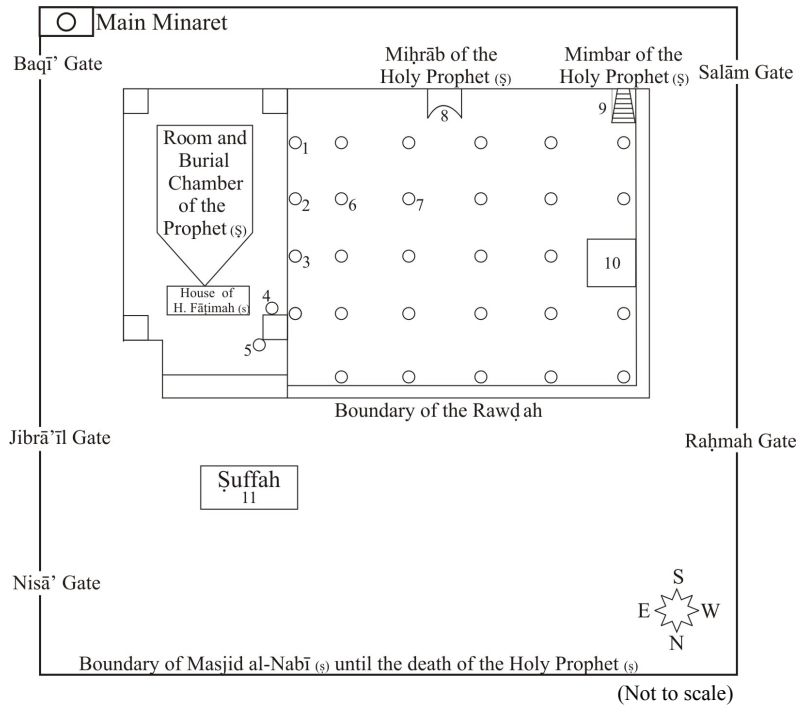 Main Minaret
Baqī’ Gate
Miḥrāb of the
Holy Prophet (Ṣ)
Mimbar of the
Holy Prophet (Ṣ)
Salām Gate
8
9
Room and
Burial
Chamber
of the
Prophet (Ṣ)
1
2
6
7
3
10
House of
H. Fāṭimah (s)
4
5
Boundary of the Rawḍah
Jibrā’īl Gate
Raḥmah Gate
Ṣuffah
11
Nisā’ Gate
S
E
W
N
Boundary of Masjid al-Nabī (ṣ) until the death of the Holy Prophet (ṣ)
(Not to scale)